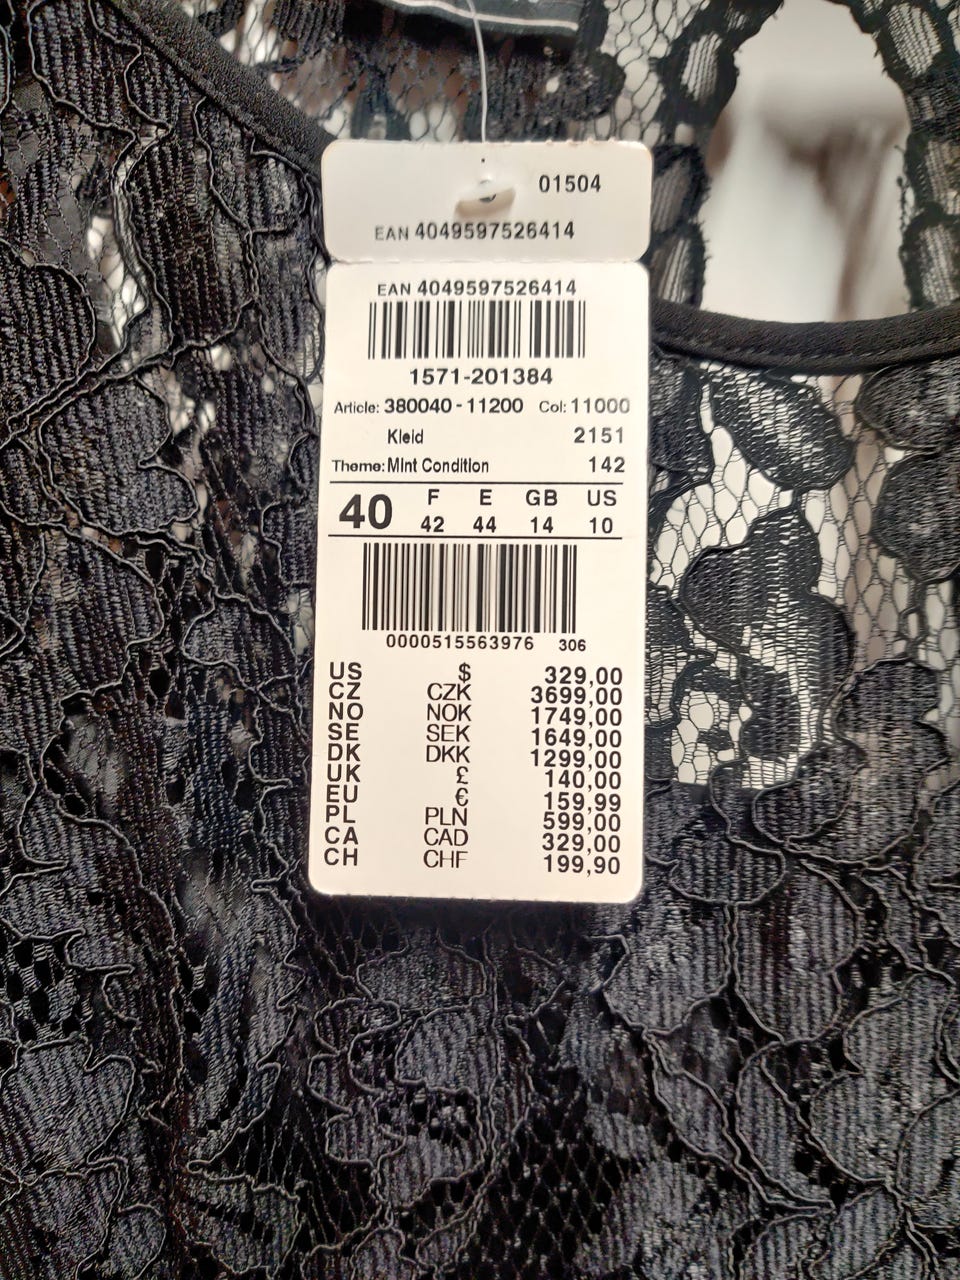 01504
EAN 4049597526414
EAN 4049597526414
1571-201384
Article: 380040 - 11200 Col: 11000
Kleid 2151
Theme: Mint Condition 142
40 F E GB US
42 44 14 10
0000515563976 306
US $ 329,00
CZ CZK 3699,00
NO NOK 1749,00
SE SEK 1649,00
DK DKK 1299,00
UK £ 140,00
EU € 159,99
PL PLN 599,00
CA CAD 329,00
CH CHF 199,90